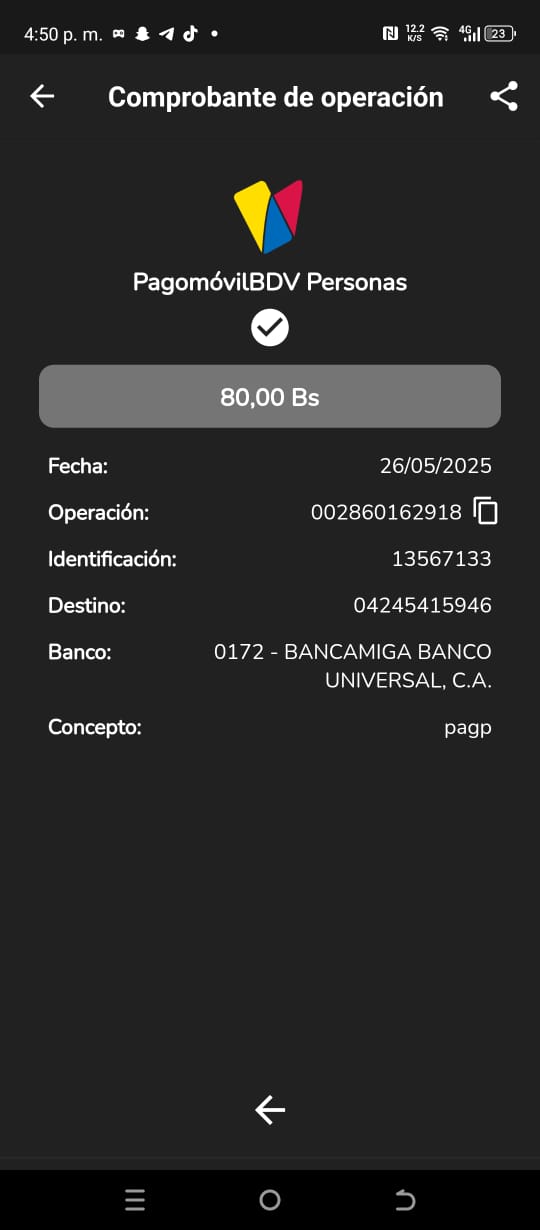 4:50 p. m. 12.2 K/S 4G 23
Comprobante de operación
PagomóvilBDV Personas
80,00 Bs
Fecha: 26/05/2025
Operación: 002860162918
Identificación: 13567133
Destino: 04245415946
Banco: 0172 - BANCAMIGA BANCO
UNIVERSAL, C.A.
Concepto: pagp